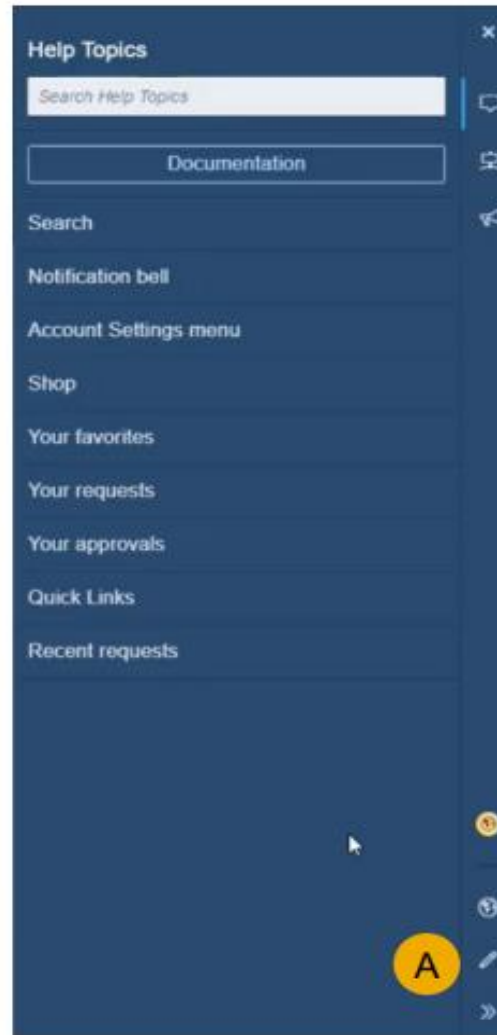 Help Topics
Search Help Topics
Documentation
Search
Notification bell
Account Settings menu
Shop
Your favorites
Your requests
Your approvals
Quick Links
Recent requests
A